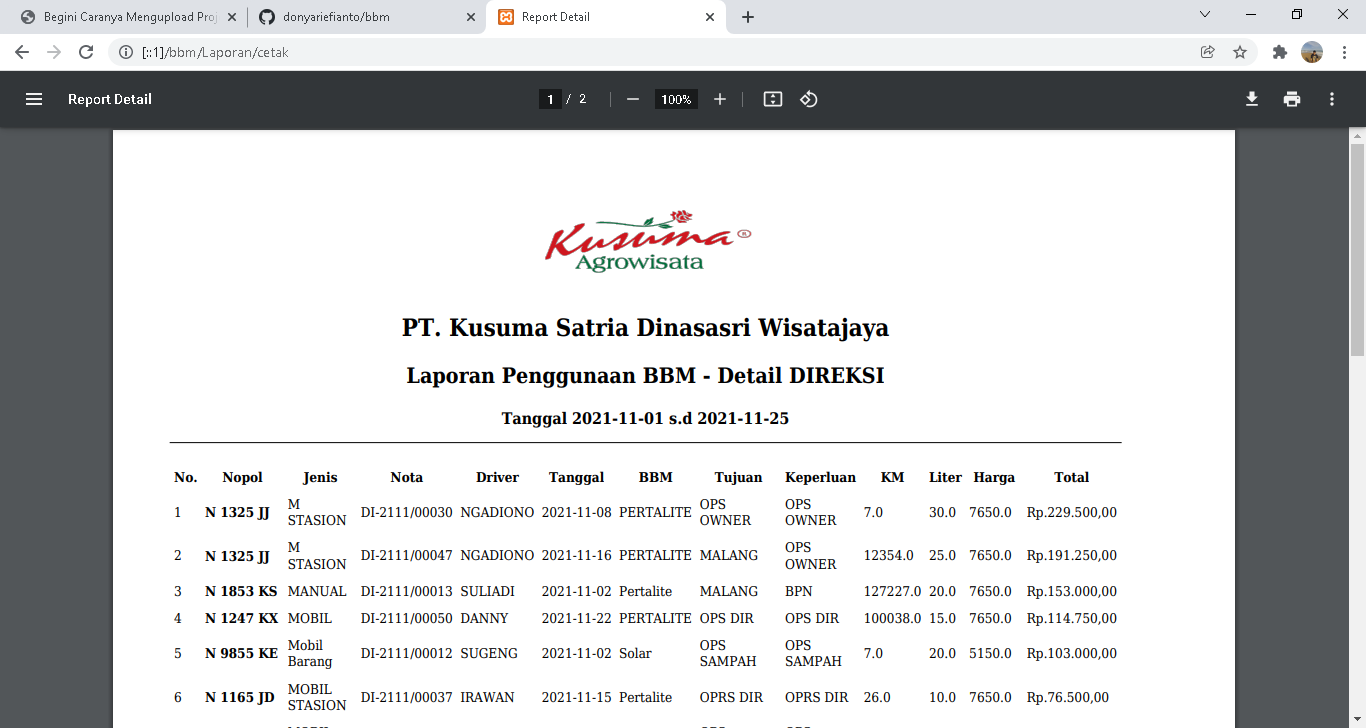 Begini Caranya Mengupload Proj
donyariefianto/bbm
Report Detail
[::1]/bbm/Laporan/cetak
Report Detail
1 / 2
100%
Kusuma ®
Agrowisata
PT. Kusuma Satria Dinasasri Wisatajaya
Laporan Penggunaan BBM - Detail DIREKSI
Tanggal 2021-11-01 s.d 2021-11-25
No. Nopol Jenis Nota Driver Tanggal BBM Tujuan Keperluan KM Liter Harga Total
1 N 1325 JJ M STASION DI-2111/00030 NGADIONO 2021-11-08 PERTALITE OPS OWNER OPS OWNER 7.0 30.0 7650.0 Rp.229.500,00
2 N 1325 JJ M STASION DI-2111/00047 NGADIONO 2021-11-16 PERTALITE MALANG OPS OWNER 12354.0 25.0 7650.0 Rp.191.250,00
3 N 1853 KS MANUAL DI-2111/00013 SULIADI 2021-11-02 Pertalite MALANG BPN 127227.0 20.0 7650.0 Rp.153.000,00
4 N 1247 KX MOBIL DI-2111/00050 DANNY 2021-11-22 PERTALITE OPS DIR OPS DIR 100038.0 15.0 7650.0 Rp.114.750,00
5 N 9855 KE Mobil Barang DI-2111/00012 SUGENG 2021-11-02 Solar OPS SAMPAH OPS SAMPAH 7.0 20.0 5150.0 Rp.103.000,00
6 N 1165 JD MOBIL STASION DI-2111/00037 IRAWAN 2021-11-15 Pertalite OPRS DIR OPRS DIR 26.0 10.0 7650.0 Rp.76.500,00